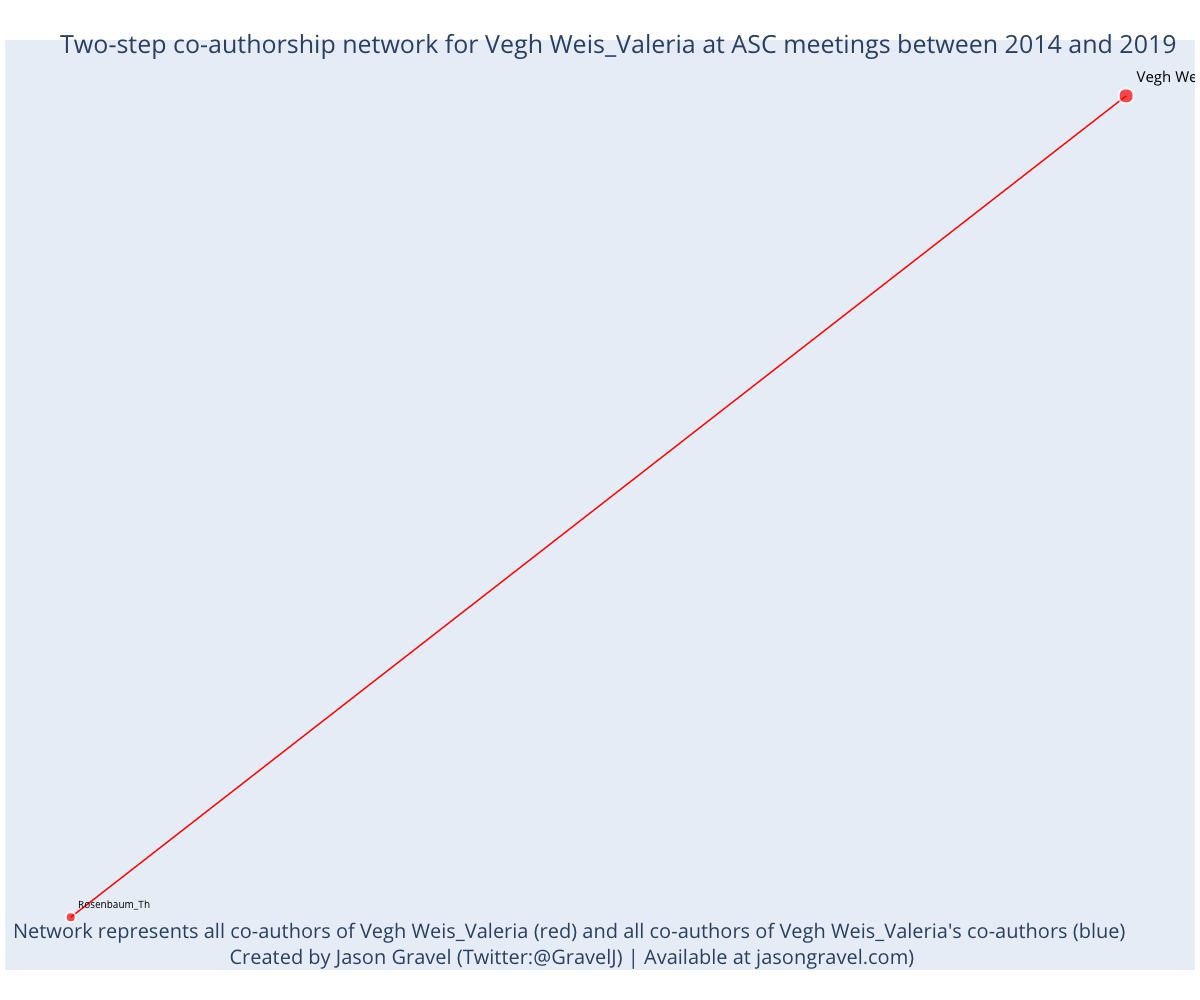 Two-step co-authorship network for Vegh Weis_Valeria at ASC meetings between 2014 and 2019
Vegh We
Rosenbaum_Th
Network represents all co-authors of Vegh Weis_Valeria (red) and all co-authors of Vegh Weis_Valeria's co-authors (blue)
Created by Jason Gravel (Twitter:@GravelJ) | Available at jasongravel.com)